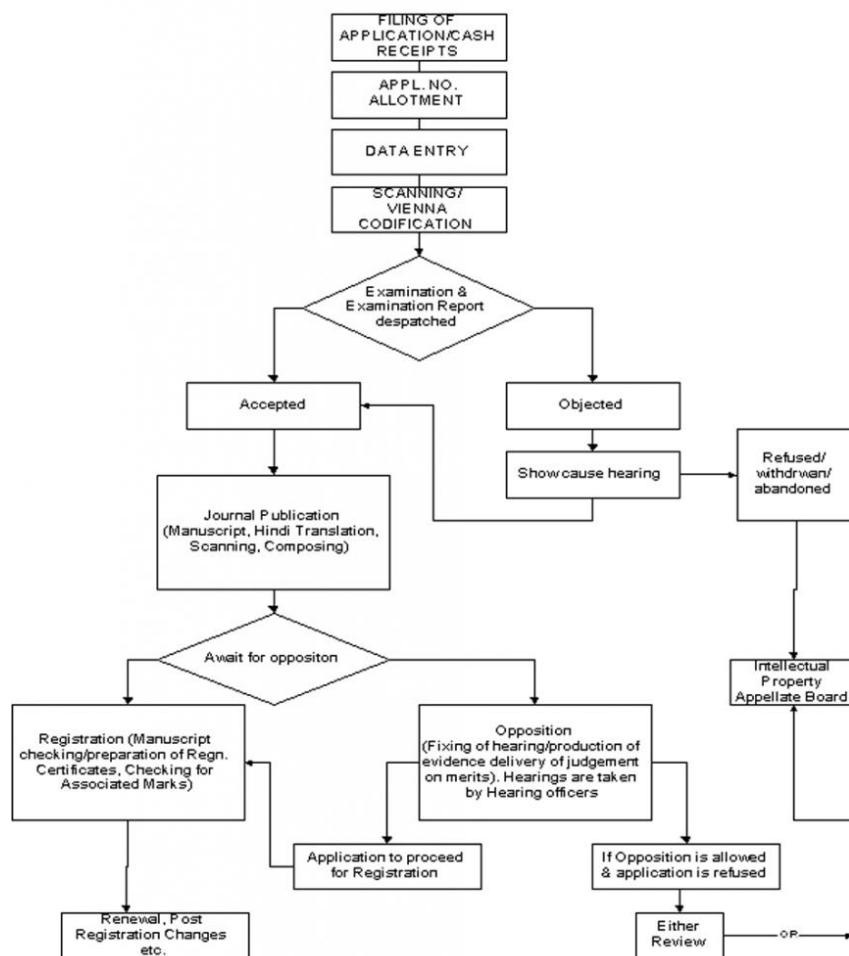 FILING OF
APPLICATION/CASH
RECEIPTS
APPL. NO.
ALLOTMENT
DATA ENTRY
SCANNING/
VIENNA
CODIFICATION
Examination &
Examination Report
despatched
Accepted
Objected
Show cause hearing
Refused/
withdrwan/
abandoned
Journal Publication
(Manuscript, Hindi Translation,
Scanning, Composing)
Await for oppositon
Intellectual
Property
Appellate Board
Registration (Manuscript
checking/preparation of Regn.
Certificates, Checking for
Associated Marks)
Opposition
(Fixing of hearing/production of
evidence delivery of judgement
on merits). Hearings are taken
by Hearing officers
Application to proceed
for Registration
If Opposition is allowed
& application is refused
Renewal, Post
Registration Changes
etc.
Either
Review
OR